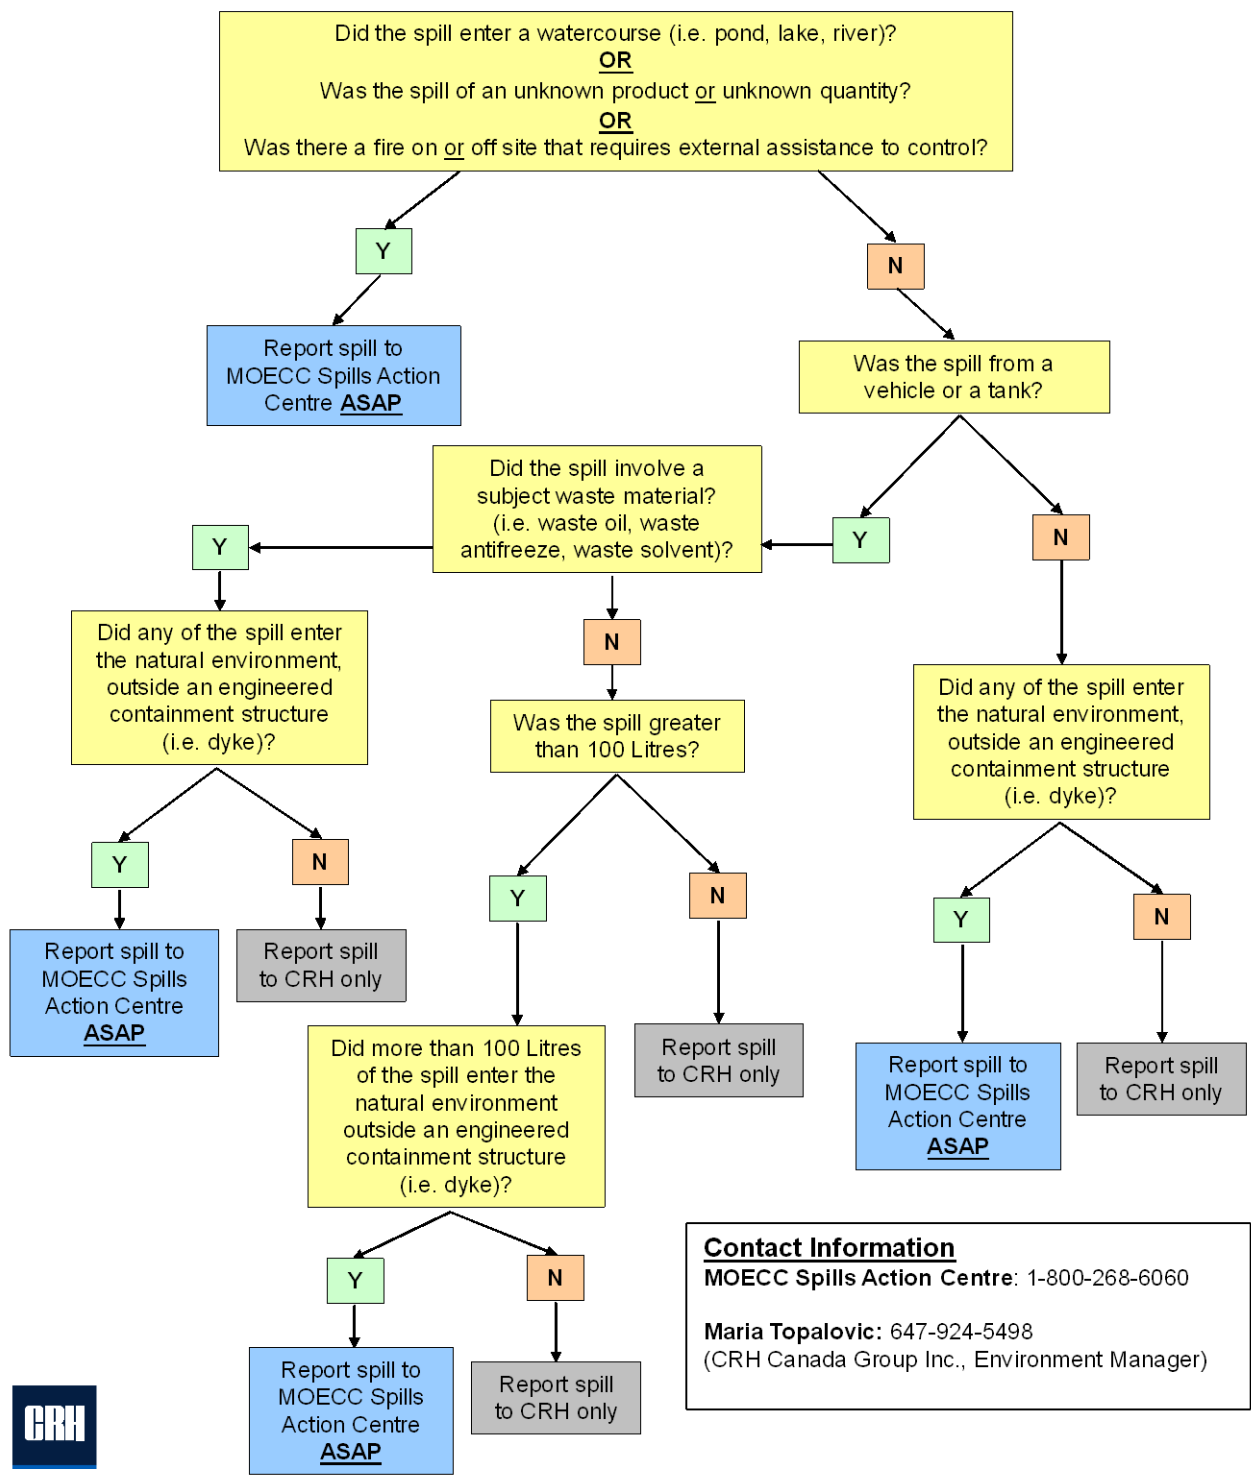 Did the spill enter a watercourse (i.e. pond, lake, river)?
OR
Was the spill of an unknown product or unknown quantity?
OR
Was there a fire on or off site that requires external assistance to control?
Y
N
Report spill to
MOECC Spills Action
Centre ASAP
Was the spill from a
vehicle or a tank?
Did the spill involve a
subject waste material?
(i.e. waste oil, waste
antifreeze, waste solvent)?
Y
Y
N
Did any of the spill enter
the natural environment,
outside an engineered
containment structure
(i.e. dyke)?
N
Was the spill greater
than 100 Litres?
Did any of the spill enter
the natural environment,
outside an engineered
containment structure
(i.e. dyke)?
Y
N
Y
N
Y
N
Report spill to
MOECC Spills
Action Centre
ASAP
Report spill
to CRH only
Did more than 100 Litres
of the spill enter the
natural environment
outside an engineered
containment structure
(i.e. dyke)?
Report spill
to CRH only
Report spill to
MOECC Spills
Action Centre
ASAP
Report spill
to CRH only
Y
N
Report spill to
MOECC Spills
Action Centre
ASAP
Report spill
to CRH only
Contact Information
MOECC Spills Action Centre: 1-800-268-6060
Maria Topalovic: 647-924-5498
(CRH Canada Group Inc., Environment Manager)
CRH